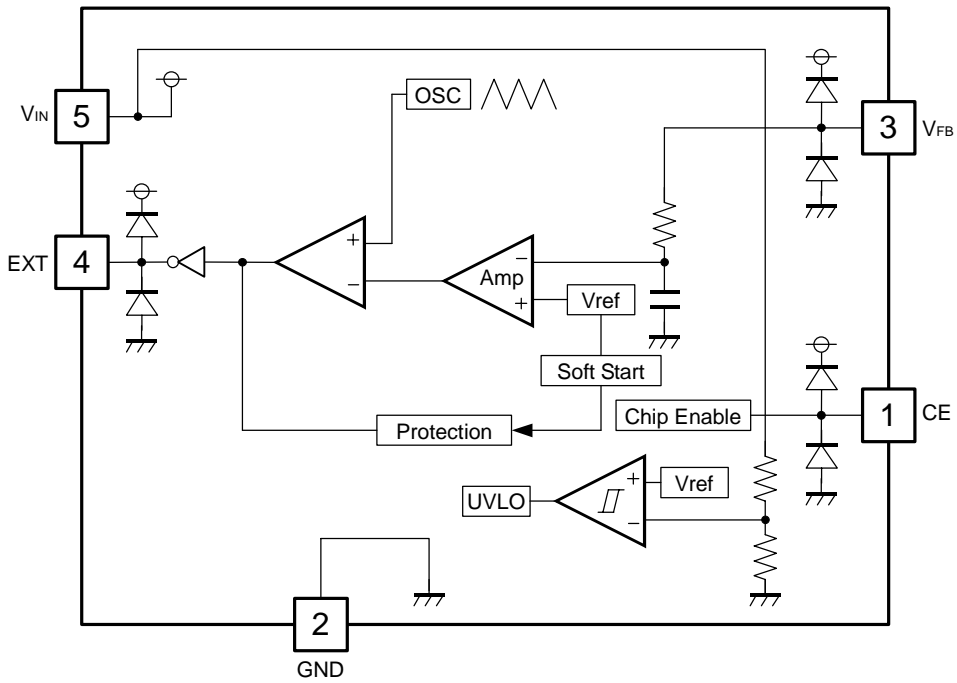 OSC
VIN
5
3
VFB
EXT
4
+
−
Amp
−
+
Vref
Soft Start
Chip Enable
1
CE
Protection
UVLO
+
−
Vref
2
GND